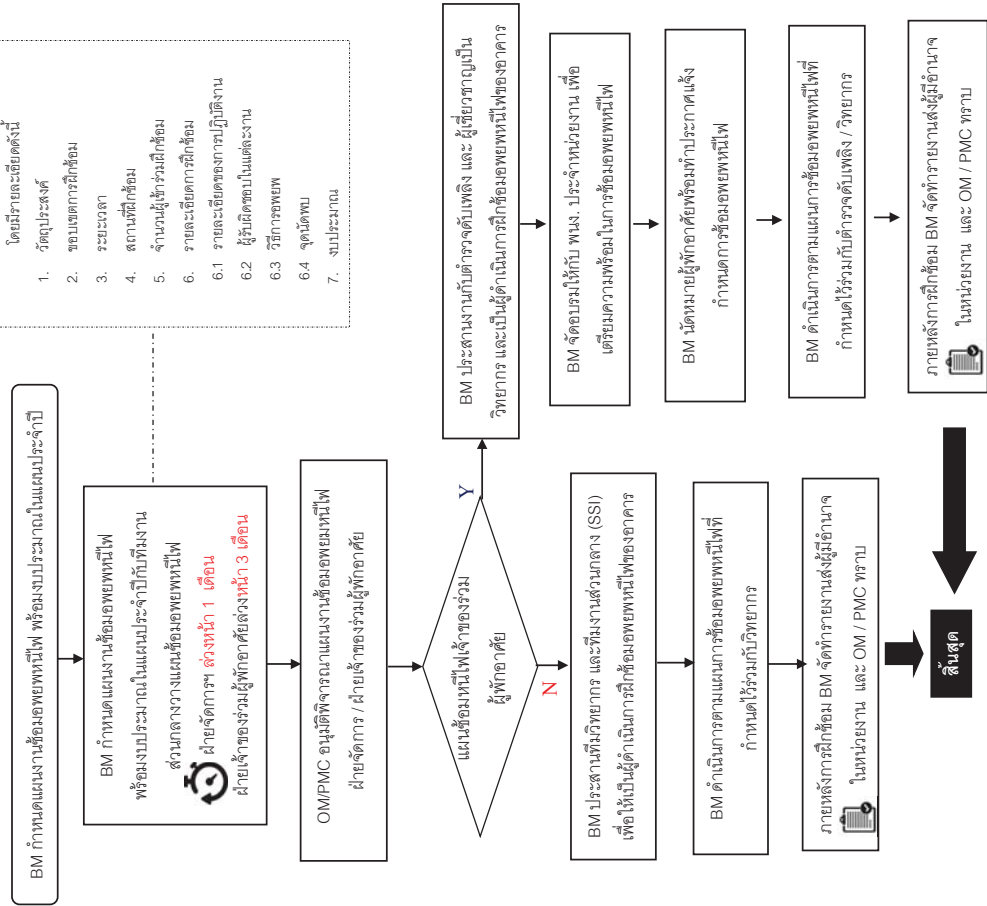 BM กำหนดแผนงานซ้อมอพยพหนีไฟ พร้อมงบประมาณในแผนประจำปี
BM กำหนดแผนงานซ้อมอพยพหนีไฟ
พร้อมงบประมาณในแผนประจำปีกับทีมงาน
ส่วนกลางวางแผนซ้อมอพยพหนีไฟ
ฝ่ายจัดการฯ ล่วงหน้า 1 เดือน
ฝ่ายเจ้าของร่วมผู้พักอาศัยล่วงหน้า 3 เดือน
โดยมีรายละเอียดดังนี้
1. วัตถุประสงค์
2. ขอบเขตการฝึกซ้อม
3. ระยะเวลา
4. สถานที่ฝึกซ้อม
5. จำนวนผู้เข้าร่วมฝึกซ้อม
6. รายละเอียดการฝึกซ้อม
6.1 รายละเอียดของการปฏิบัติงาน
6.2 ผู้รับผิดชอบในแต่ละงาน
6.3 วิธีการอพยพ
6.4 จุดนัดพบ
7. งบประมาณ
OM/PMC อนุมัติพิจารณาแผนงานซ้อมอพยมหนีไฟ
ฝ่ายจัดการ / ฝ่ายเจ้าของร่วมผู้พักอาศัย
แผนซ้อมหนีไฟเจ้าของร่วม
ผู้พักอาศัย
Y
N
BM ประสานงานกับตำรวจดับเพลิง และ ผู้เชี่ยวชาญเป็น
วิทยากร และเป็นผู้ดำเนินการฝึกซ้อมอพยพหนีไฟของอาคาร
BM จัดอบรมให้กับ พนง. ประจำหน่วยงาน เพื่อ
เตรียมความพร้อมในการซ้อมอพยพหนีไฟ
BM นัดหมายผู้พักอาศัยพร้อมทำประกาศแจ้ง
กำหนดการซ้อมอพยพหนีไฟ
BM ดำเนินการตามแผนการซ้อมอพยพหนีไฟที่
กำหนดไว้ร่วมกับตำรวจดับเพลิง / วิทยากร
ภายหลังการฝึกซ้อม BM จัดทำรายงานส่งผู้มีอำนาจ
ในหน่วยงาน และ OM / PMC ทราบ
BM ประสานทีมวิทยากร และทีมงานส่วนกลาง (SSI)
เพื่อให้เป็นผู้ดำเนินการฝึกซ้อมอพยพหนีไฟของอาคาร
BM ดำเนินการตามแผนการซ้อมอพยพหนีไฟที่
กำหนดไว้ร่วมกับวิทยากร
ภายหลังการฝึกซ้อม BM จัดทำรายงานส่งผู้มีอำนาจ
ในหน่วยงาน และ OM / PMC ทราบ
สิ้นสุด